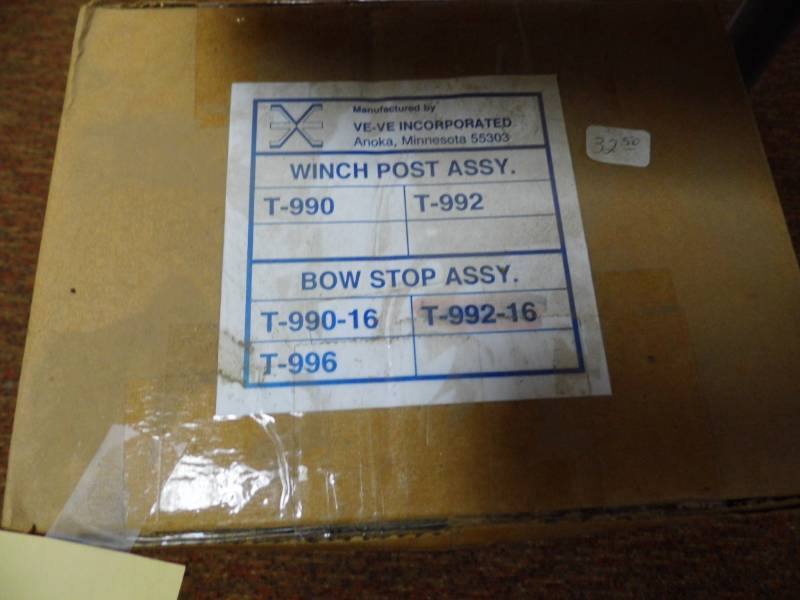 Manufactured by
VE-VE INCORPORATED
Anoka, Minnesota 55303
32 50
WINCH POST ASSY.
T-990 T-992
BOW STOP ASSY.
T-990-16 T-992-16
T-996